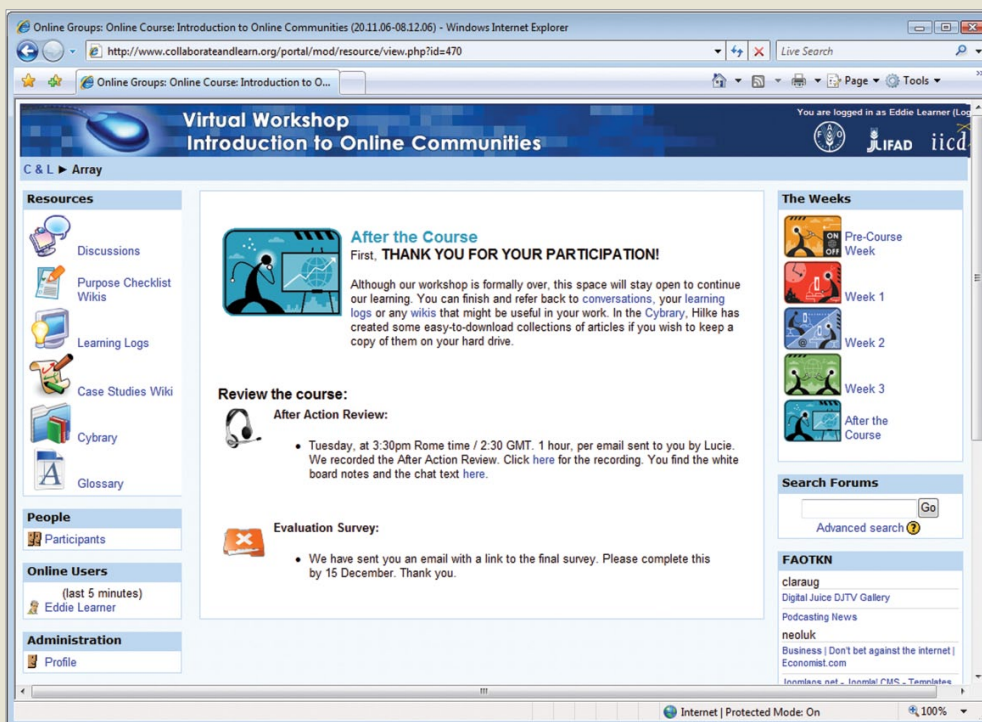 Online Groups: Online Course: Introduction to Online Communities (20.11.06-08.12.06) - Windows Internet Explorer
http://www.collaborateandlearn.org/portal/mod/resource/view.php?id=470
Live Search
Online Groups: Online Course: Introduction to O...
Page
Tools
Virtual Workshop
Introduction to Online Communities
You are logged in as Eddie Learner (Log
FAO
IFAD
iicd
C & L ► Array
Resources
Discussions
Purpose Checklist
Wikis
Learning Logs
Case Studies Wiki
Cybrary
Glossary
People
Participants
Online Users
(last 5 minutes)
Eddie Learner
Administration
Profile
After the Course
First, THANK YOU FOR YOUR PARTICIPATION!
Although our workshop is formally over, this space will stay open to continue
our learning. You can finish and refer back to conversations, your learning
logs or any wikis that might be useful in your work. In the Cybrary, Hilke has
created some easy-to-download collections of articles if you wish to keep a
copy of them on your hard drive.
Review the course:
After Action Review:
• Tuesday, at 3:30pm Rome time / 2:30 GMT. 1 hour, per email sent to you by Lucie.
We recorded the After Action Review. Click here for the recording. You find the white
board notes and the chat text here.
Evaluation Survey:
• We have sent you an email with a link to the final survey. Please complete this
by 15 December. Thank you.
The Weeks
ON
OFF
Pre-Course
Week
Week 1
Week 2
Week 3
After the
Course
Search Forums
Go
Advanced search
FAOTKN
claraug
Digital Juice DJTV Gallery
Podcasting News
neoluk
Business | Don't bet against the internet |
Economist.com
Joomlaos.net - Joomla! CMS - Templates
Internet | Protected Mode: On
100%